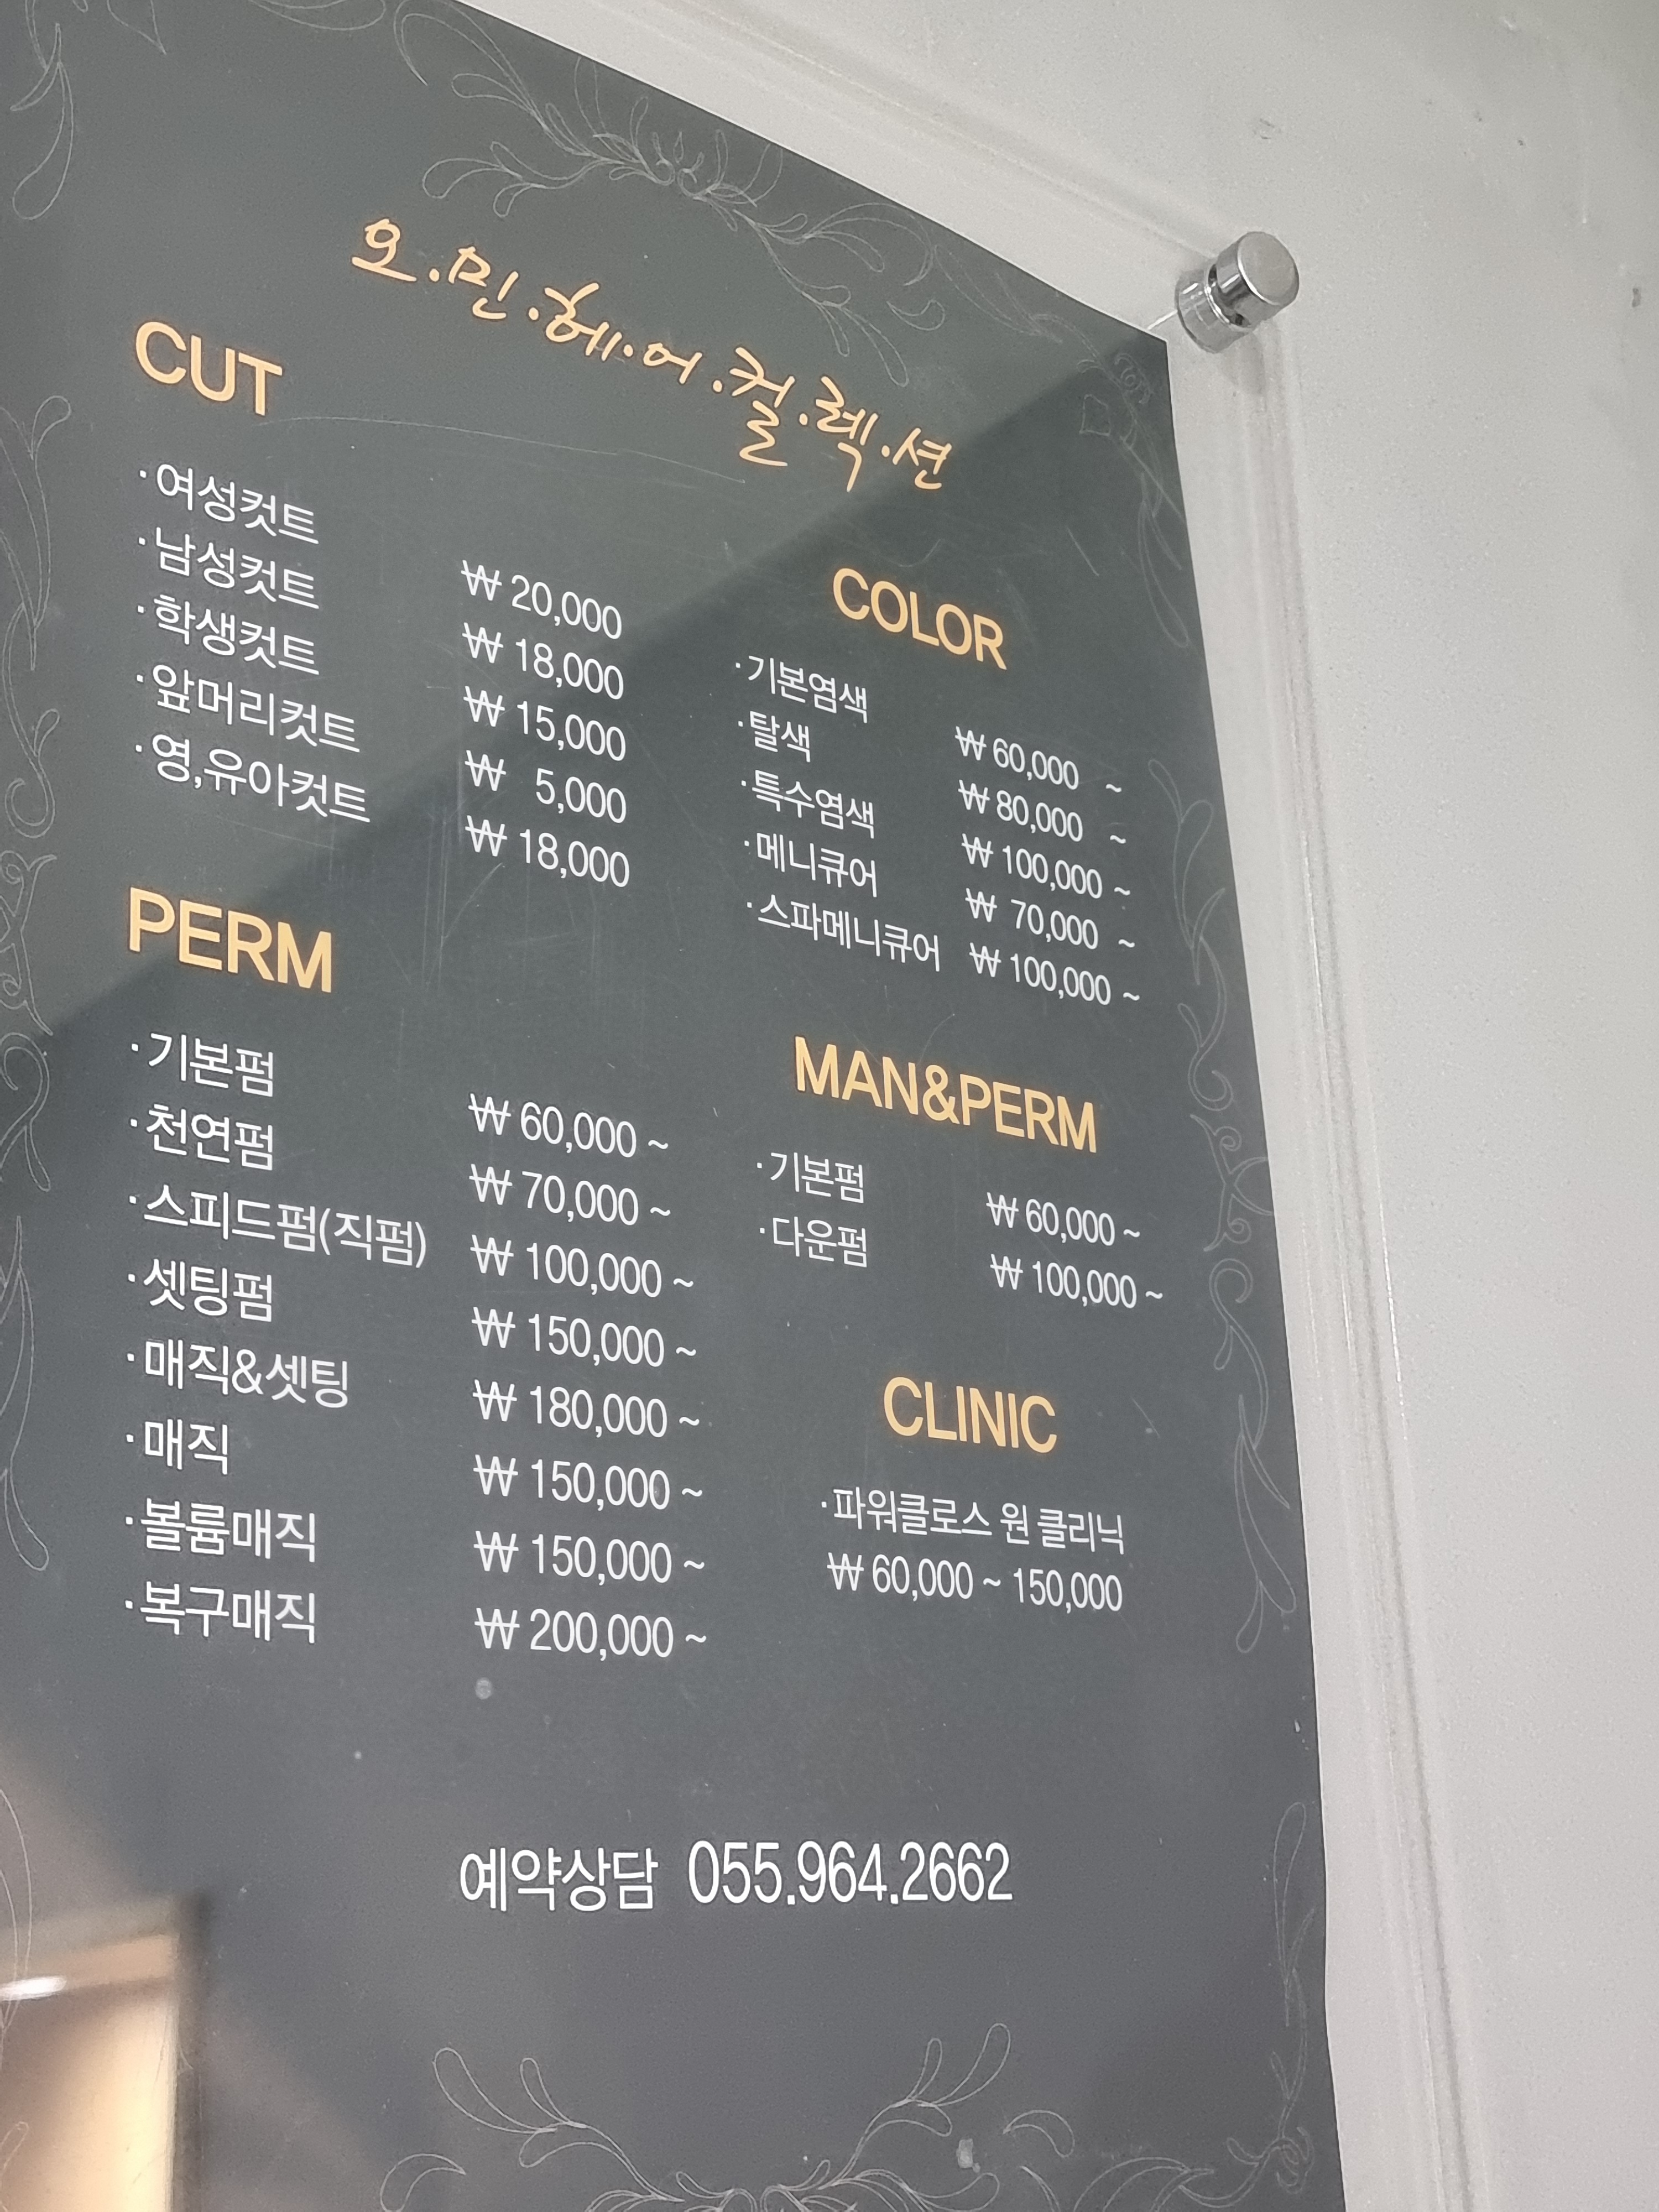 오.민.헤.어.컬.렉.션
CUT
·여성컷트 ₩ 20,000
·남성컷트 ₩ 18,000
·학생컷트 ₩ 15,000
·앞머리컷트 ₩ 5,000
·영,유아컷트 ₩ 18,000
PERM
·기본펌 ₩ 60,000 ~
·천연펌 ₩ 70,000 ~
·스피드펌(직펌) ₩ 100,000 ~
·셋팅펌 ₩ 150,000 ~
·매직&셋팅 ₩ 180,000 ~
·매직 ₩ 150,000 ~
·볼륨매직 ₩ 150,000 ~
·복구매직 ₩ 200,000 ~
COLOR
·기본염색 ₩ 60,000 ~
·탈색 ₩ 80,000 ~
·특수염색 ₩ 100,000 ~
·메니큐어 ₩ 70,000 ~
·스파메니큐어 ₩ 100,000 ~
MAN&PERM
·기본펌 ₩ 60,000 ~
·다운펌 ₩ 100,000 ~
CLINIC
·파워클로스 원 클리닉
₩ 60,000 ~ 150,000
예약상담 055.964.2662